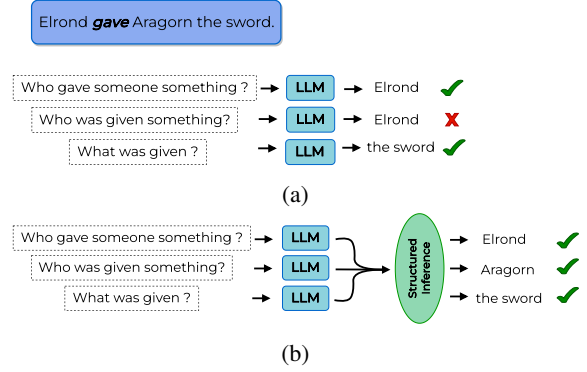 Elrond gave Aragorn the sword.
Who gave someone something ? LLM Elrond
Who was given something? LLM Elrond X
What was given ? LLM the sword
(a)
Who gave someone something ? LLM Elrond
Who was given something? LLM Structured Inference Aragorn
What was given ? LLM the sword
(b)